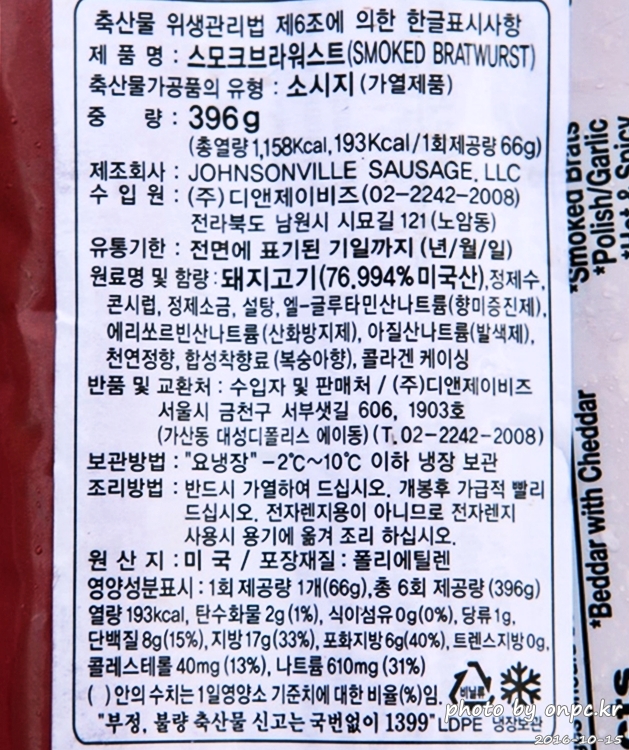 축산물 위생관리법 제6조에 의한 한글표시사항
제 품 명 : 스모크브라워스트(SMOKED BRATWURST)
축산물가공품의 유형 : 소시지 (가열제품)
중 량 : 396g
(총열량 1,158Kcal, 193Kcal/1회제공량 66g)
제조회사 : JOHNSONVILLE SAUSAGE, LLC
수 입 원 : (주)디앤제이비즈(02-2242-2008)
전라북도 남원시 시묘길 121 (노암동)
유통기한 : 전면에 표기된 기일까지 (년/월/일)
원료명 및 함량 : 돼지고기(76.994% 미국산), 정제수,
콘시럽, 정제소금, 설탕, 엘-글루타민산나트륨(향미증진제),
에리쏘르빈산나트륨(산화방지제), 아질산나트륨(발색제),
천연정향, 합성착향료 (복숭아향), 콜라겐 케이싱
반품 및 교환처 : 수입자 및 판매처 / (주)디앤제이비즈
서울시 금천구 서부샛길 606, 1903호
(가산동 대성디폴리스 에이동) (T.02-2242-2008)
보관방법 : "요냉장" -2℃~10℃ 이하 냉장 보관
조리방법 : 반드시 가열하여 드십시오. 개봉후 가급적 빨리
드십시오. 전자렌지용이 아니므로 전자렌지
사용시 용기에 옮겨 조리 하십시오.
원 산 지 : 미 국 / 포장재질 : 폴리에틸렌
영양성분표시 : 1회 제공량 1개(66g), 총 6회 제공량 (396g)
열량 193kcal, 탄수화물 2g (1%), 식이섬유 0g(0%), 당류 1g,
단백질 8g(15%), 지방 17g (33%), 포화지방 6g(40%), 트렌스지방 0g,
콜레스테롤 40mg (13%), 나트륨 610mg (31%)
( ) 안의 수치는 1일영양소 기준치에 대한 비율(%)임.
비닐류
"부정, 불량 축산물 신고는 국번없이 1399" LDPE 냉장보관
*Smoked Brats
*Polish/Garlic
*Hot & Spicy
*Beddar with Cheddar
photo by onpc.kr
2016-10-15